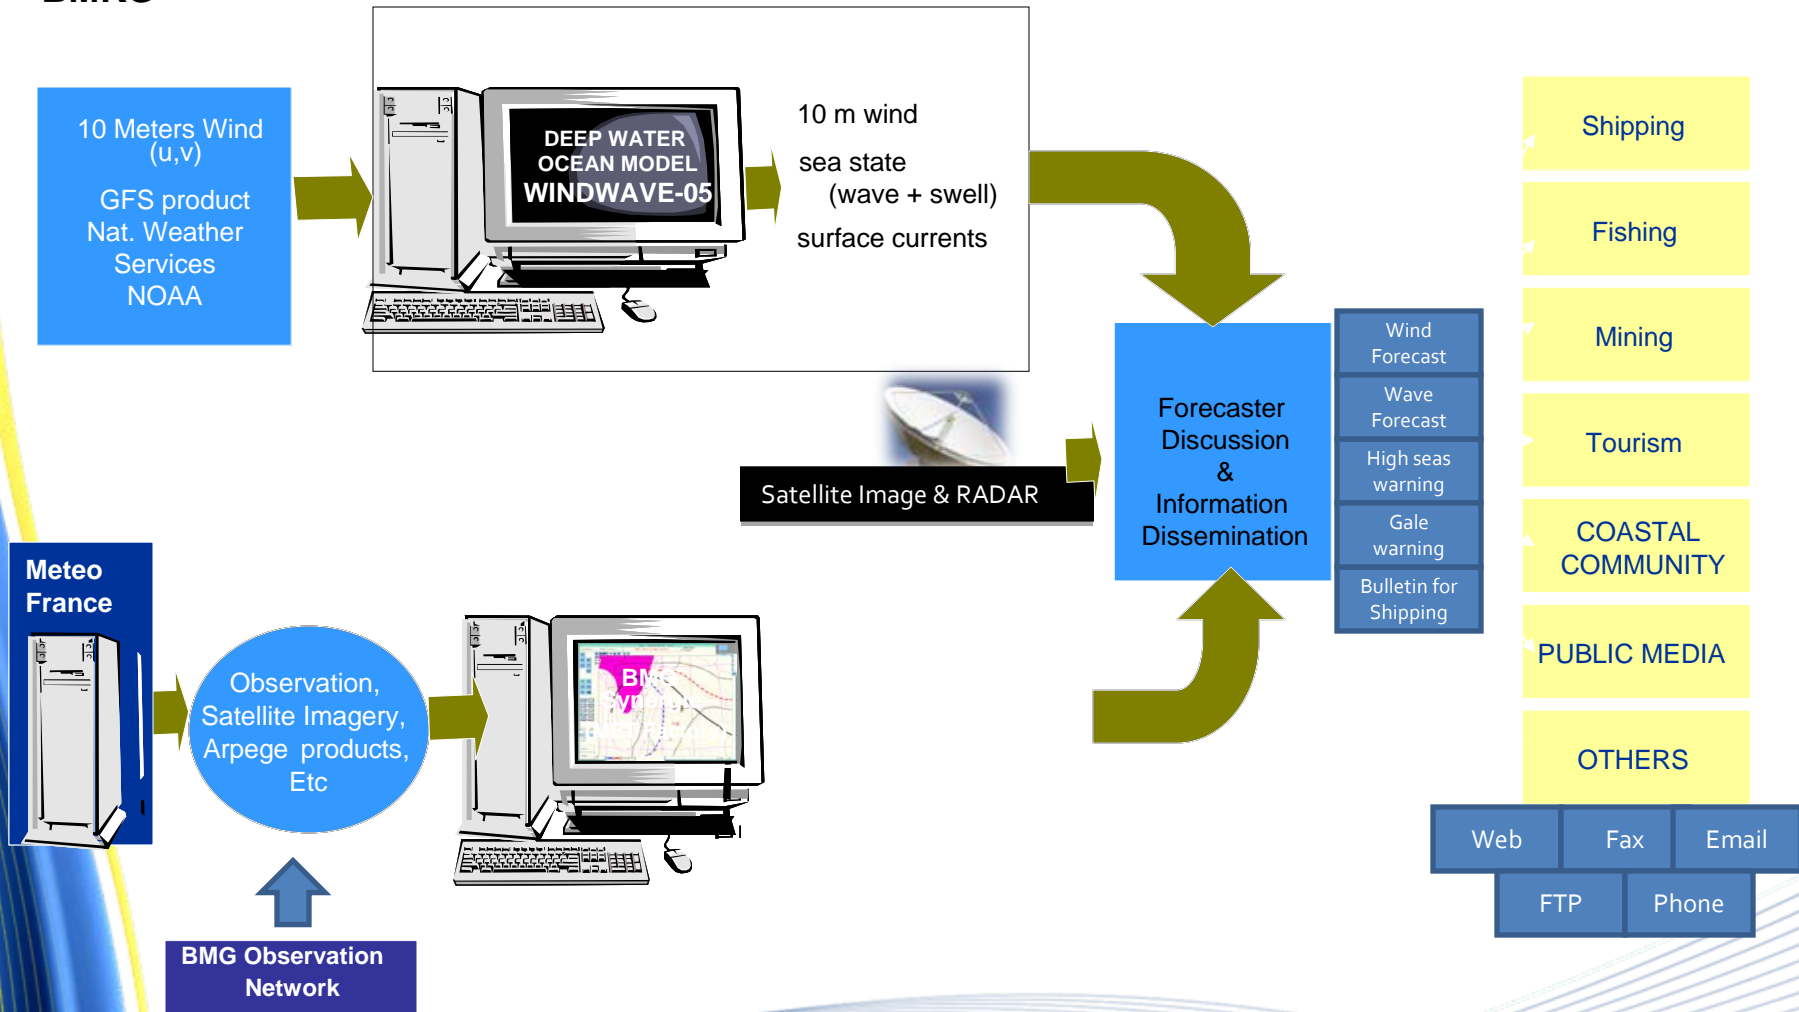 10 Meters Wind
(u,v)
GFS product
Nat. Weather
Services
NOAA
DEEP WATER
OCEAN MODEL
WINDWAVE-05
10 m wind
sea state
(wave + swell)
surface currents
Satellite Image & RADAR
Forecaster
Discussion
&
Information
Dissemination
Wind
Forecast
Wave
Forecast
High seas
warning
Gale
warning
Bulletin for
Shipping
Shipping
Fishing
Mining
Tourism
COASTAL
COMMUNITY
PUBLIC MEDIA
OTHERS
Web
Fax
Email
FTP
Phone
Meteo
France
Observation,
Satellite Imagery,
Arpege products,
Etc
BMG
BMG Observation
Network